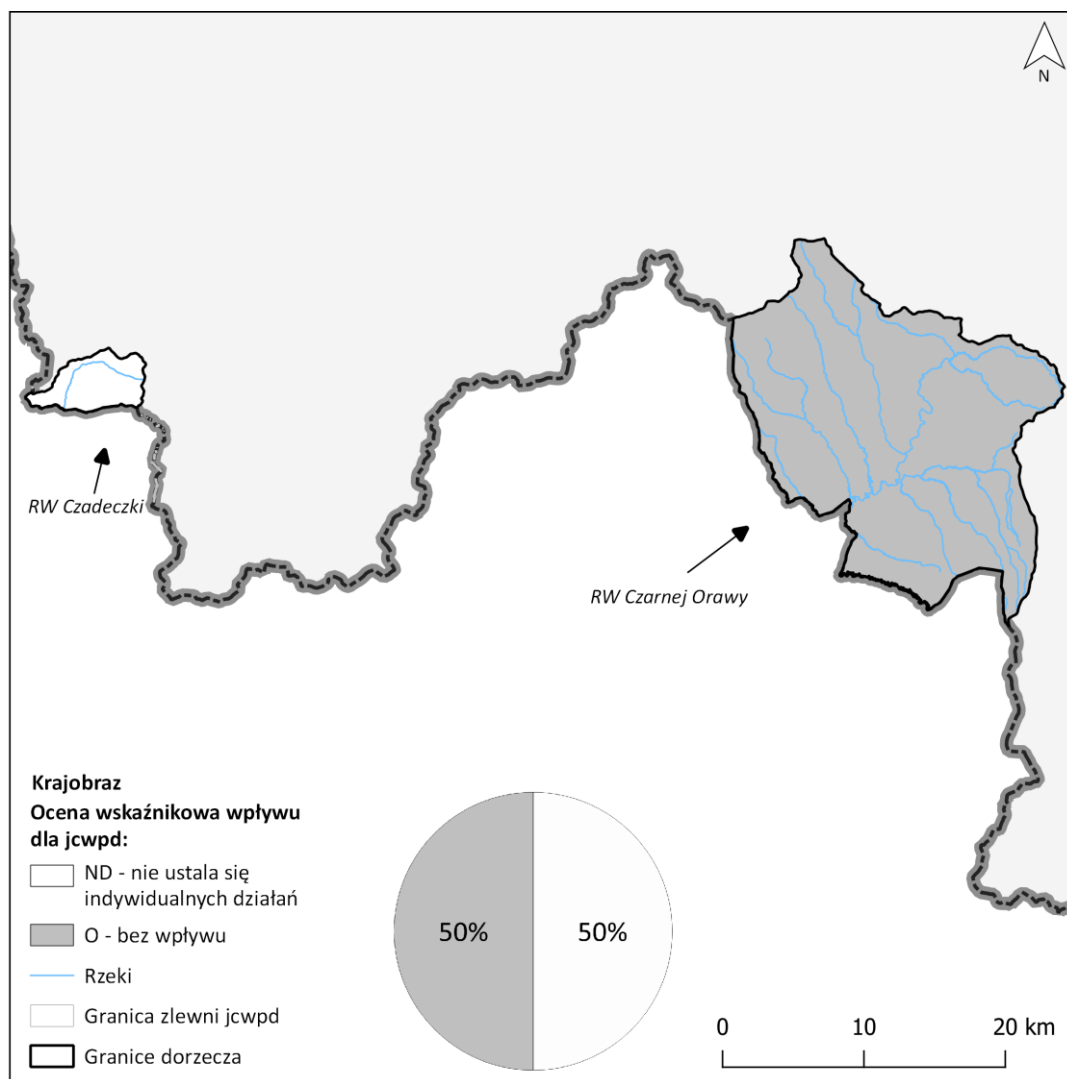 N
RW Czadeczki
RW Czarnej Orawy
Krajobraz
Ocena wskaźnikowa wpływu
dla jcwpd:
ND - nie ustala się
indywidualnych działań
O - bez wpływu
Rzeki
Granica zlewni jcwpd
Granice dorzecza
50%
50%
0 10 20 km